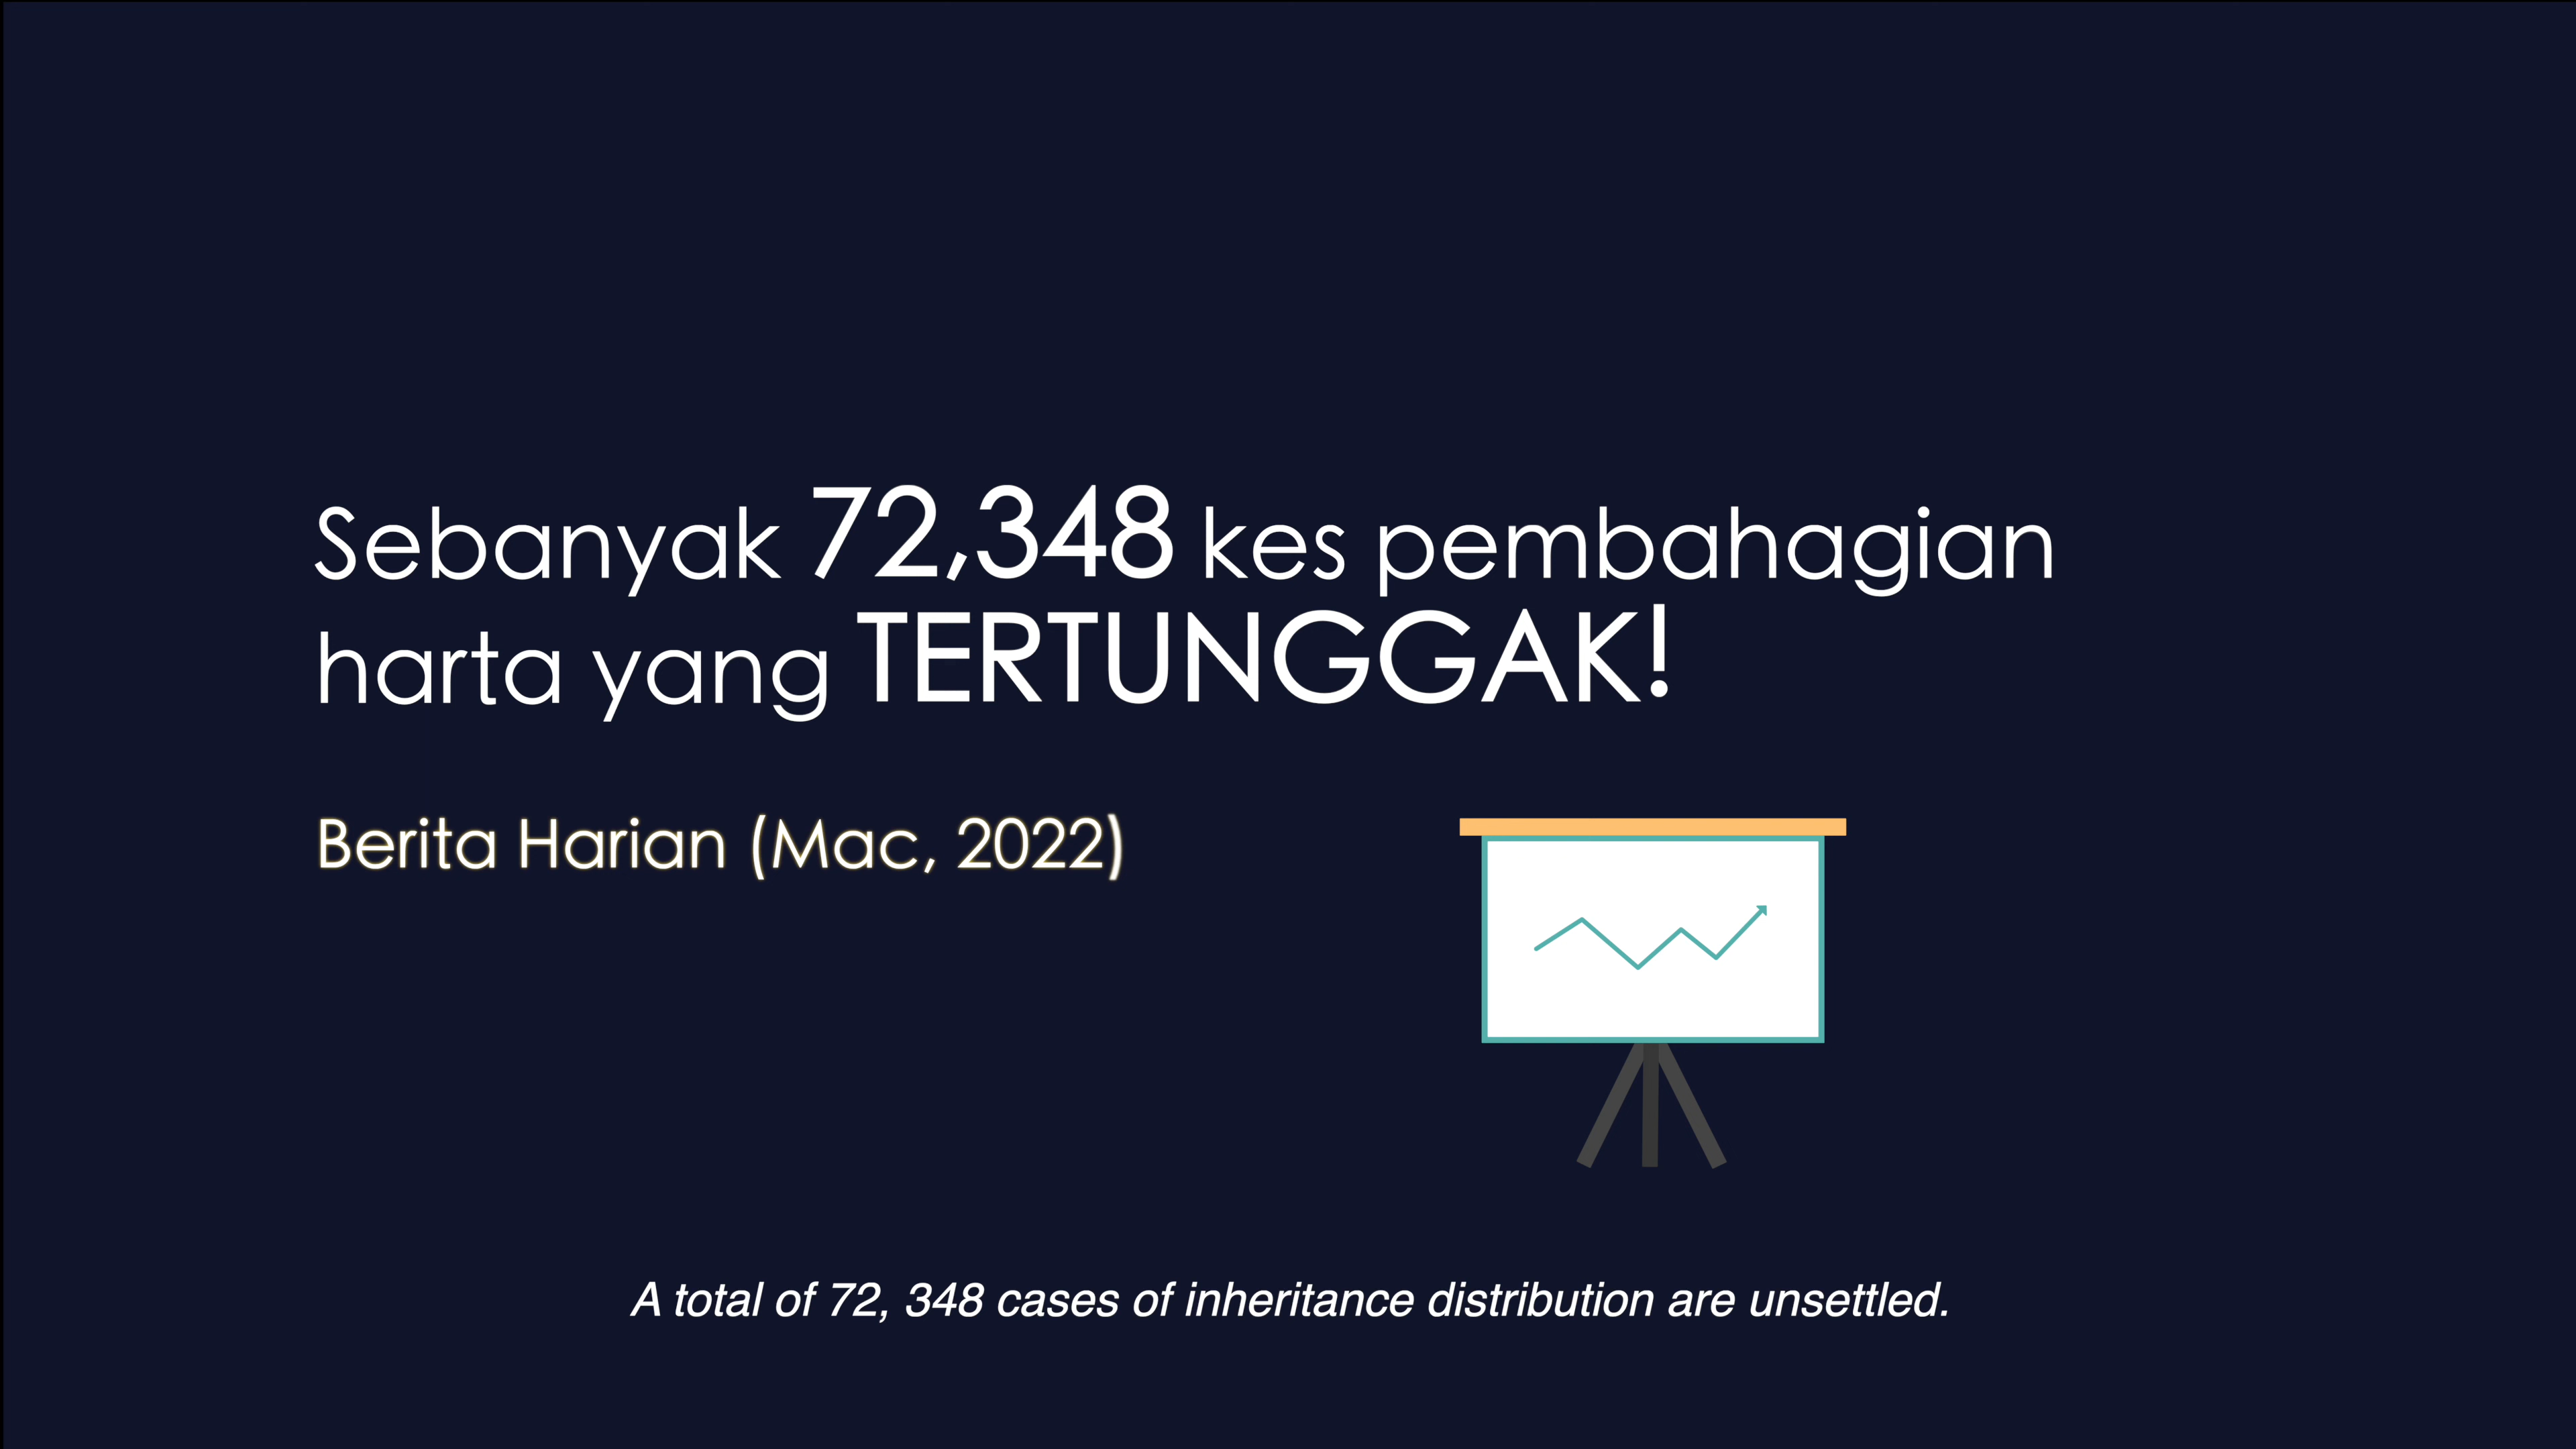 Sebanyak 72,348 kes pembahagian
harta yang TERTUNGGAK!
Berita Harian (Mac, 2022)
A total of 72, 348 cases of inheritance distribution are unsettled.